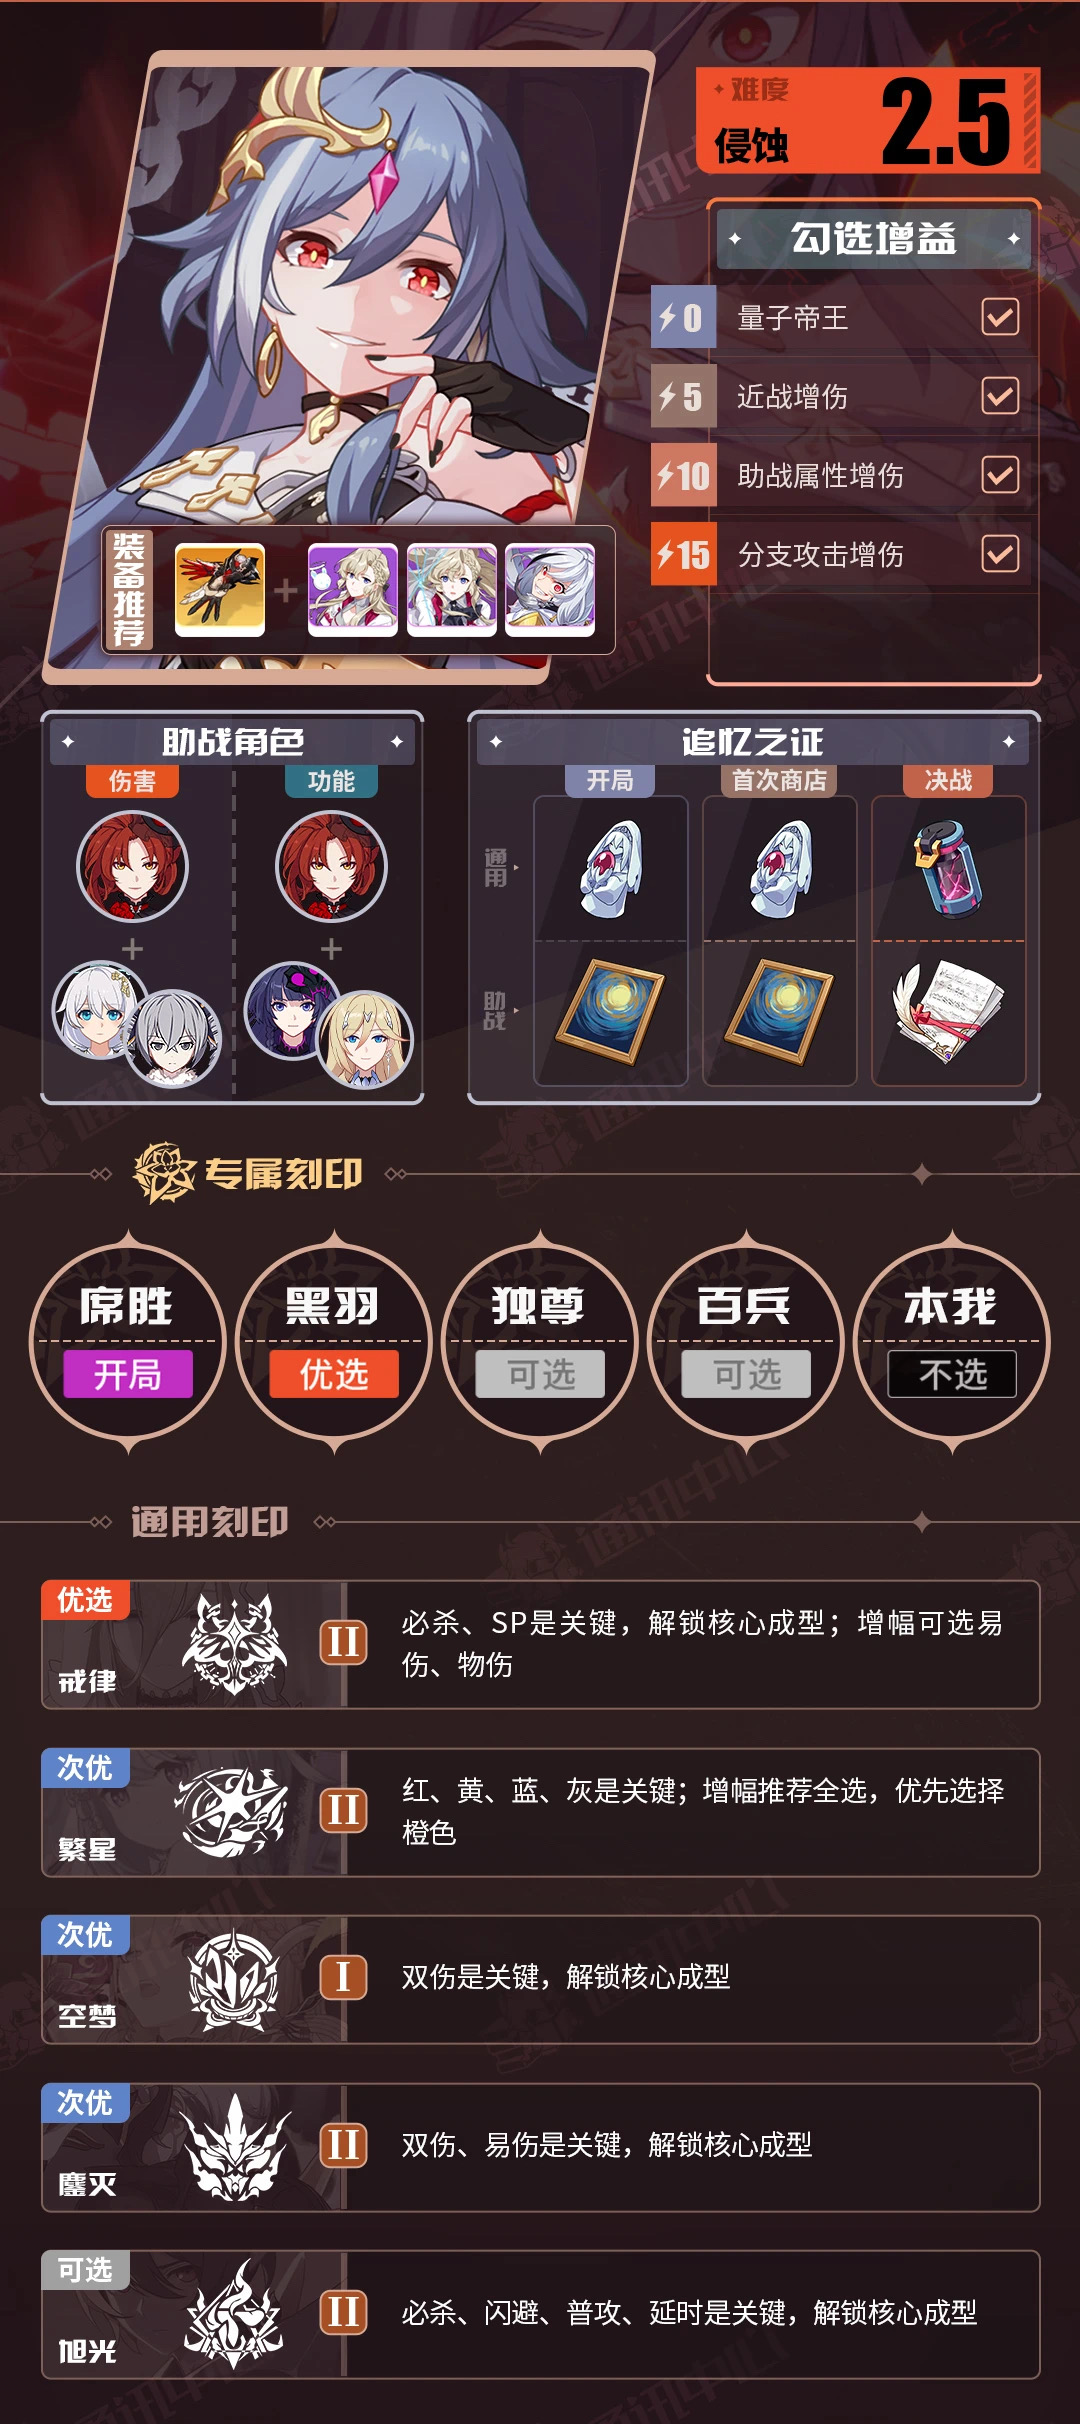 难度
侵蚀
2.5
勾选增益
0
量子帝王
5
近战增伤
10
助战属性增伤
15
分支攻击增伤
装备推荐
助战角色
伤害
功能
追忆之证
开局
首次商店
决战
通用
助战
专属刻印
席胜
开局
黑羽
优选
独尊
可选
百兵
可选
本我
不选
通用刻印
优选
戒律
II
必杀、SP是关键，解锁核心成型；增幅可选易
伤、物伤
次优
繁星
II
红、黄、蓝、灰是关键；增幅推荐全选，优先选择
橙色
次优
空梦
I
双伤是关键，解锁核心成型
次优
鏖灭
II
双伤、易伤是关键，解锁核心成型
可选
旭光
II
必杀、闪避、普攻、延时是关键，解锁核心成型
通讯中心